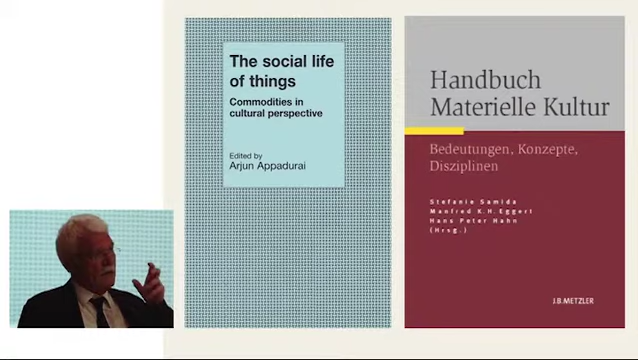 The social life
of things
Commodities in
cultural perspective
Edited by
Arjun Appadurai
Handbuch
Materielle Kultur
Bedeutungen, Konzepte,
Disziplinen
Stefanie Samida
Manfred K.H. Eggert
Hans Peter Hahn
(Hrsg.)
J.B. METZLER